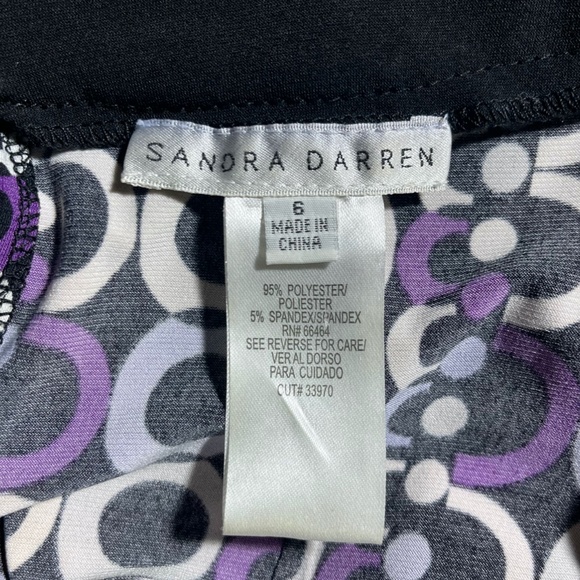 SANDRA DARREN
6
MADE IN
CHINA
95% POLYESTER/
POLIESTER
5% SPANDEX/SPANDEX
RN# 66464
SEE REVERSE FOR CARE/
VER AL DORSO
PARA CUIDADO
CUT# 33970